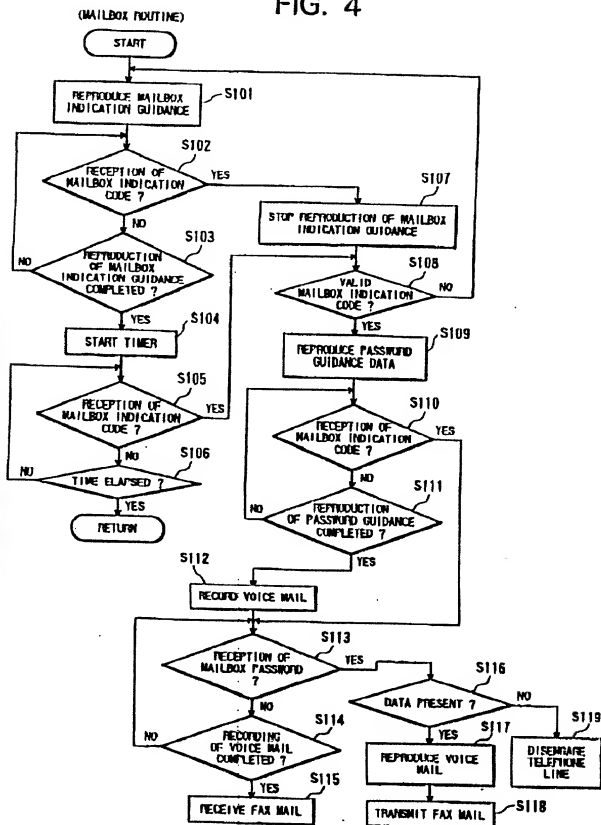 FIG. 4
(MAILBOX ROUTINE)
START
REPRODUCE MAILBOX
INDICATION GUIDANCE
S101
RECEPTION OF
MAILBOX INDICATION
CODE ?
S102
YES
NO
REPRODUCTION
OF MAILBOX
INDICATION GUIDANCE
COMPLETED ?
S103
NO
YES
START TIMER
S104
RECEPTION OF
MAILBOX INDICATION
CODE ?
S105
YES
NO
TIME ELAPSED ?
S106
NO
YES
RETURN
S107
STOP REPRODUCTION OF MAILBOX
INDICATION GUIDANCE
S108
VALID
MAILBOX INDICATION
CODE ?
NO
YES
S109
REPRODUCE PASSWORD
GUIDANCE DATA
S110
RECEPTION OF
MAILBOX INDICATION
CODE ?
YES
NO
S111
REPRODUCTION
OF PASSWORD GUIDANCE
COMPLETED ?
NO
YES
S112
RECORD VOICE MAIL
S113
RECEPTION OF
MAILBOX PASSWORD
?
YES
NO
S114
RECORDING
OF VOICE MAIL
COMPLETED ?
NO
YES
S115
RECEIVE FAX MAIL
S116
DATA PRESENT ?
NO
YES
S117
REPRODUCE VOICE
MAIL
S118
TRANSMIT FAX MAIL
S119
DISENGARE
TELEPHONE
LINE